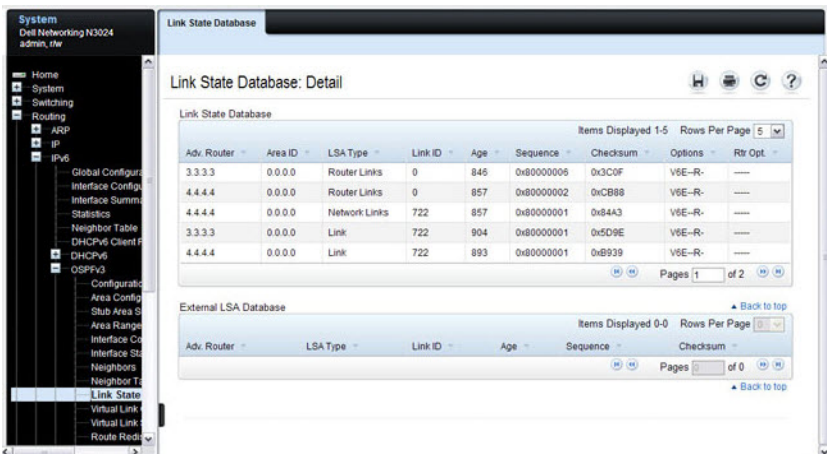 System
Dell Networking N3024
admin, r/w
Link State Database
Home
System
Switching
Routing
ARP
IP
IPv6
Global Configura
Interface Configu
Interface Summa
Statistics
Neighbor Table
DHCPv6 Client F
DHCPv6
OSPFv3
Configuratic
Area Config
Stub Area S
Area Range
Interface Co
Interface Sta
Neighbors
Neighbor Ta
Link State
Virtual Link
Virtual Link
Route Redis
Link State Database: Detail
Link State Database
Items Displayed 1-5 Rows Per Page 5
Adv. Router Area ID LSA Type Link ID Age Sequence Checksum Options Rtr Opt.
3.3.3.3 0.0.0.0 Router Links 0 846 0x80000006 0x3C0F V6E--R- -----
4.4.4.4 0.0.0.0 Router Links 0 857 0x80000002 0xCB88 V6E--R- -----
4.4.4.4 0.0.0.0 Network Links 722 857 0x80000001 0x84A3 V6E--R- -----
3.3.3.3 0.0.0.0 Link 722 904 0x80000001 0x5D9E V6E--R- -----
4.4.4.4 0.0.0.0 Link 722 893 0x80000001 0xB939 V6E--R- -----
Pages 1 of 2
Back to top
External LSA Database
Items Displayed 0-0 Rows Per Page 0
Adv. Router LSA Type Link ID Age Sequence Checksum
Pages 0 of 0
Back to top